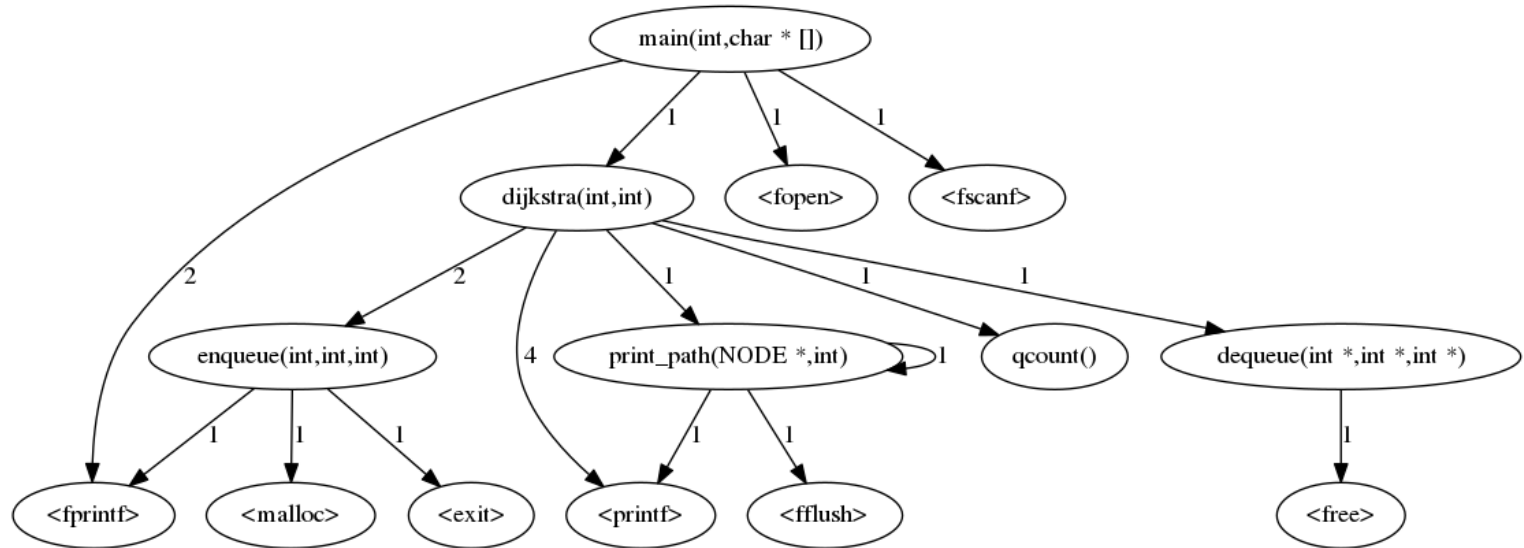 main(int,char * [])
1
1
1
dijkstra(int,int)
<fopen>
<fscanf>
2
2
1
1
1
enqueue(int,int,int)
4
print_path(NODE *,int)
1
qcount()
dequeue(int *,int *,int *)
1
1
1
1
1
1
<fprintf>
<malloc>
<exit>
<printf>
<fflush>
<free>